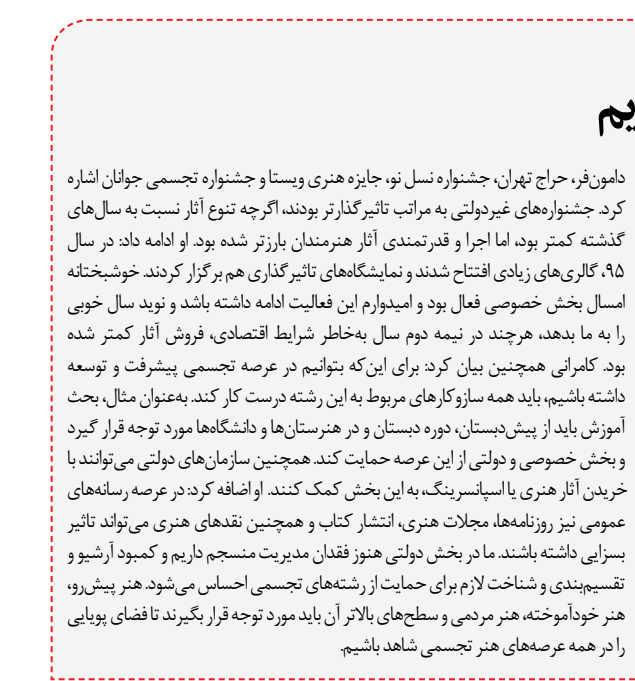 یم
دامون‌فر، حراج تهران، جشنواره نسل نو، جایزه هنری ویستا و جشنواره تجسمی جوانان اشاره
کرد. جشنواره‌های غیردولتی به مراتب تاثیرگذارتر بودند، اگرچه تنوع آثار نسبت به سال‌های
گذشته کمتر بود، اما اجرا و قدرتمندی آثار هنرمندان بارزتر شده بود. او ادامه داد: در سال
۹۵، گالری‌های زیادی افتتاح شدند و نمایشگاه‌های تاثیرگذاری هم برگزار کردند. خوشبختانه
امسال بخش خصوصی فعال بود و امیدوارم این فعالیت ادامه داشته باشد و نوید سال خوبی
را به ما بدهد، هرچند در نیمه دوم سال به‌خاطر شرایط اقتصادی، فروش آثار کمتر شده
بود. کامرانی همچنین بیان کرد: برای این‌که بتوانیم در عرصه تجسمی پیشرفت و توسعه
داشته باشیم، باید همه سازوکارهای مربوط به این رشته درست کار کند. به‌عنوان مثال، بحث
آموزش باید از پیش‌دبستان، دوره دبستان و در هنرستان‌ها و دانشگاه‌ها مورد توجه قرار گیرد
و بخش خصوصی و دولتی از این عرصه حمایت کند. همچنین سازمان‌های دولتی می‌توانند با
خریدن آثار هنری یا اسپانسرینگ، به این بخش کمک کنند. او اضافه کرد: در عرصه رسانه‌های
عمومی نیز روزنامه‌ها، مجلات هنری، انتشار کتاب و همچنین نقدهای هنری می‌تواند تاثیر
بسزایی داشته باشند. ما در بخش دولتی هنوز فقدان مدیریت منسجم داریم و کمبود آرشیو و
تقسیم‌بندی و شناخت لازم برای حمایت از رشته‌های تجسمی احساس می‌شود. هنر پیش‌رو،
هنر خودآموخته، هنر مردمی و سطح‌های بالاتر آن باید مورد توجه قرار بگیرند تا فضای پویایی
را در همه عرصه‌های هنر تجسمی شاهد باشیم.